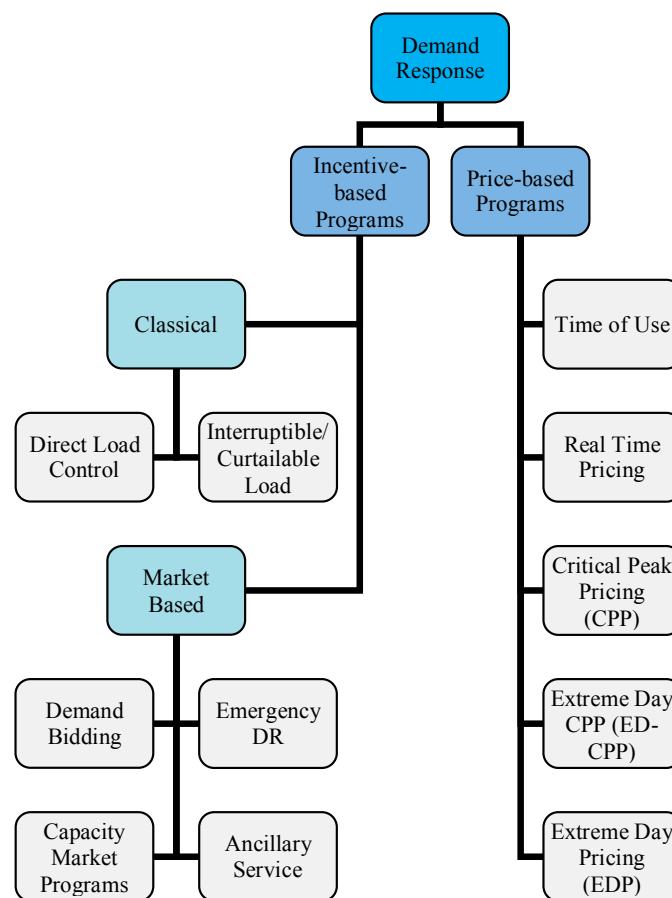 Demand
Response
Incentive-
based
Programs
Price-based
Programs
Classical
Time of Use
Direct Load
Control
Interruptible/
Curtailable
Load
Real Time
Pricing
Market
Based
Critical Peak
Pricing
(CPP)
Demand
Bidding
Emergency
DR
Extreme Day
CPP (ED-
CPP)
Capacity
Market
Programs
Ancillary
Service
Extreme Day
Pricing
(EDP)